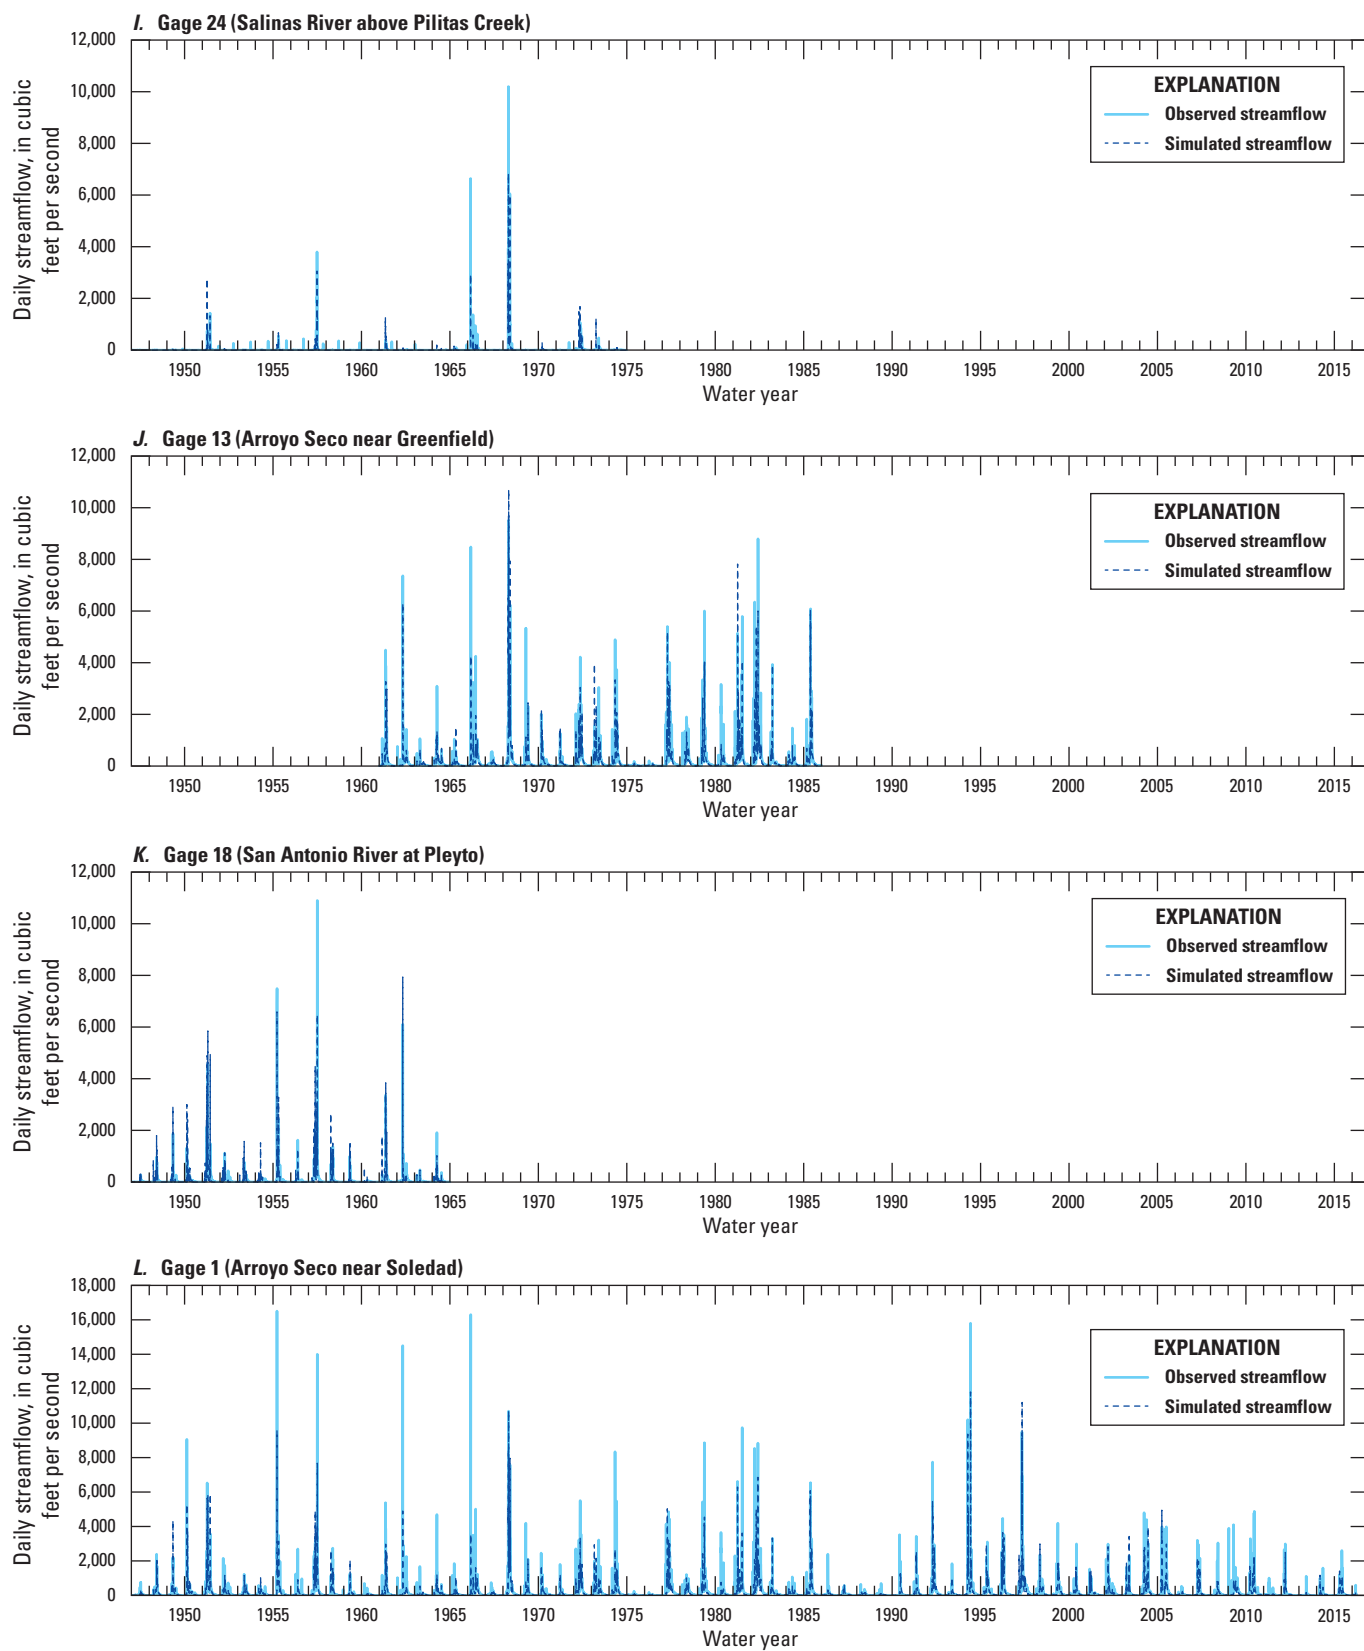 I. Gage 24 (Salinas River above Pilitas Creek)
12,000
10,000
8,000
6,000
4,000
2,000
0
Daily streamflow, in cubic
feet per second
EXPLANATION
Observed streamflow
Simulated streamflow
1950 1955 1960 1965 1970 1975 1980 1985 1990 1995 2000 2005 2010 2015
Water year
J. Gage 13 (Arroyo Seco near Greenfield)
12,000
10,000
8,000
6,000
4,000
2,000
0
Daily streamflow, in cubic
feet per second
EXPLANATION
Observed streamflow
Simulated streamflow
1950 1955 1960 1965 1970 1975 1980 1985 1990 1995 2000 2005 2010 2015
Water year
K. Gage 18 (San Antonio River at Pleyto)
12,000
10,000
8,000
6,000
4,000
2,000
0
Daily streamflow, in cubic
feet per second
EXPLANATION
Observed streamflow
Simulated streamflow
1950 1955 1960 1965 1970 1975 1980 1985 1990 1995 2000 2005 2010 2015
Water year
L. Gage 1 (Arroyo Seco near Soledad)
18,000
16,000
14,000
12,000
10,000
8,000
6,000
4,000
2,000
0
Daily streamflow, in cubic
feet per second
EXPLANATION
Observed streamflow
Simulated streamflow
1950 1955 1960 1965 1970 1975 1980 1985 1990 1995 2000 2005 2010 2015
Water year